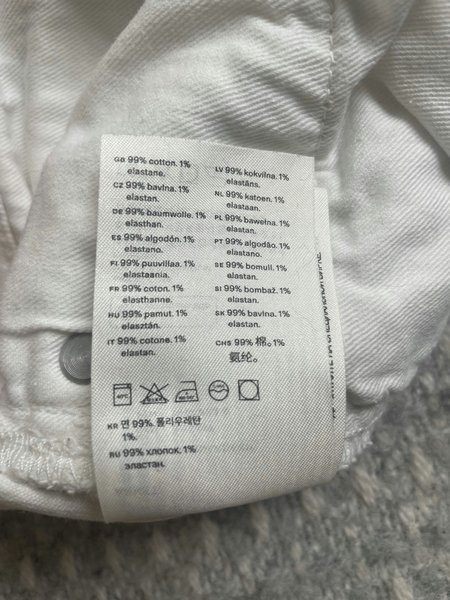 GB 99% cotton. 1%
elastane.
CZ 99% bavlna. 1%
elastan.
DE 99% baumwolle. 1%
elasthan.
ES 99% algodón. 1%
elastano.
FI 99% puuvillaa. 1%
elastaania.
FR 99% coton. 1%
elasthanne.
HU 99% pamut. 1%
elasztán.
IT 99% cotone. 1%
elastan.
LV 99% kokvilna. 1%
elastāns.
NL 99% katoen. 1%
elastaan.
PL 99% bawełna. 1%
elastan.
PT 99% algodão. 1%
elastano.
SE 99% bomull. 1%
elastan.
SI 99% bombaž. 1%
elastan.
SK 99% bavlna. 1%
elastan.
CHS 99% 棉。1%
氨纶。
40°C
KR 면 99%. 폴리우레탄
1%.
RU 99% хлопок. 1%
эластан.